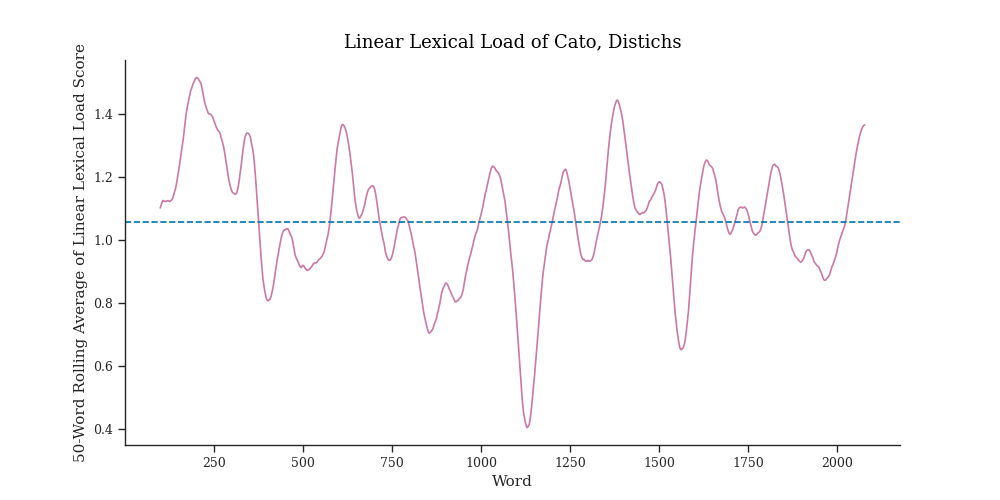 Linear Lexical Load of Cato, Distichs
50-Word Rolling Average of Linear Lexical Load Score
1.4
1.2
1.0
0.8
0.6
0.4
250 500 750 1000 1250 1500 1750 2000
Word